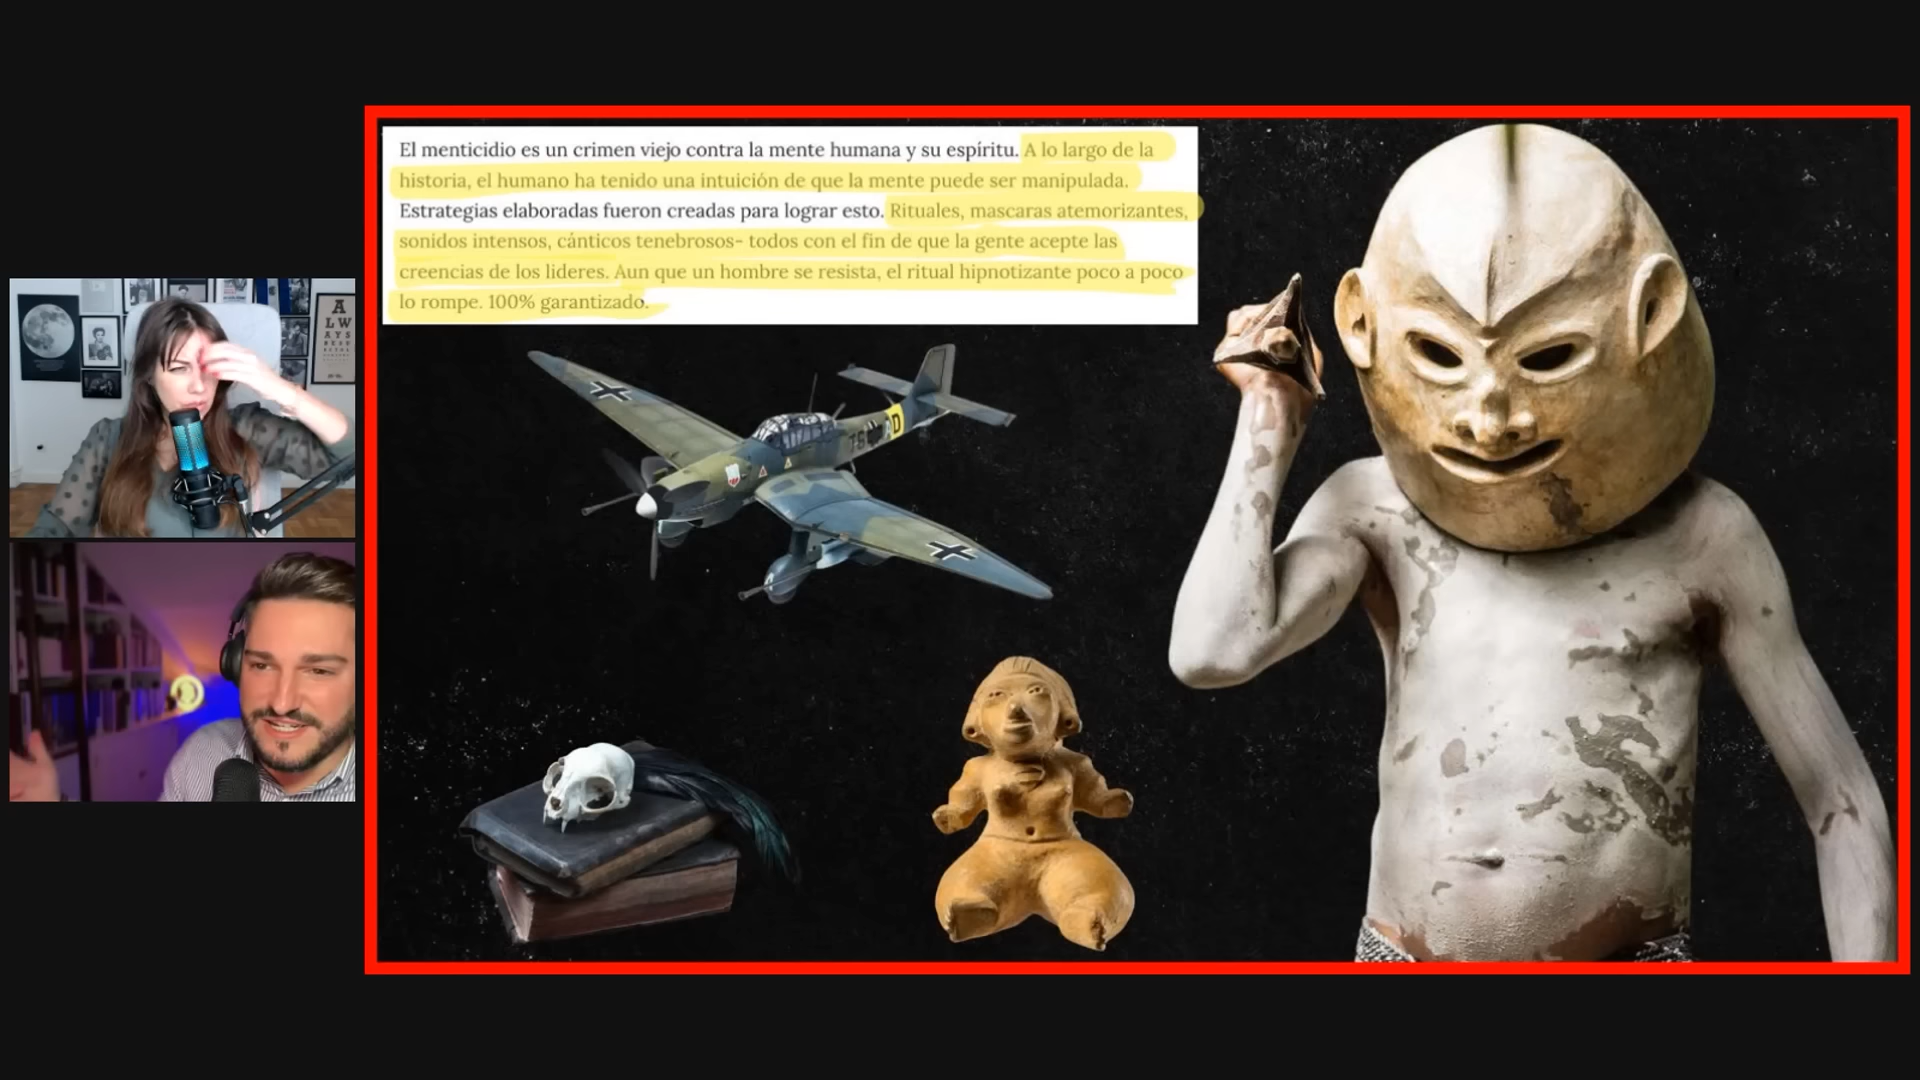 El menticidio es un crimen viejo contra la mente humana y su espíritu. A lo largo de la
historia, el humano ha tenido una intuición de que la mente puede ser manipulada.
Estrategias elaboradas fueron creadas para lograr esto. Rituales, mascaras atemorizantes,
sonidos intensos, cánticos tenebrosos- todos con el fin de que la gente acepte las
creencias de los lideres. Aun que un hombre se resista, el ritual hipnotizante poco a poco
lo rompe. 100% garantizado.
A
L W
A Y S